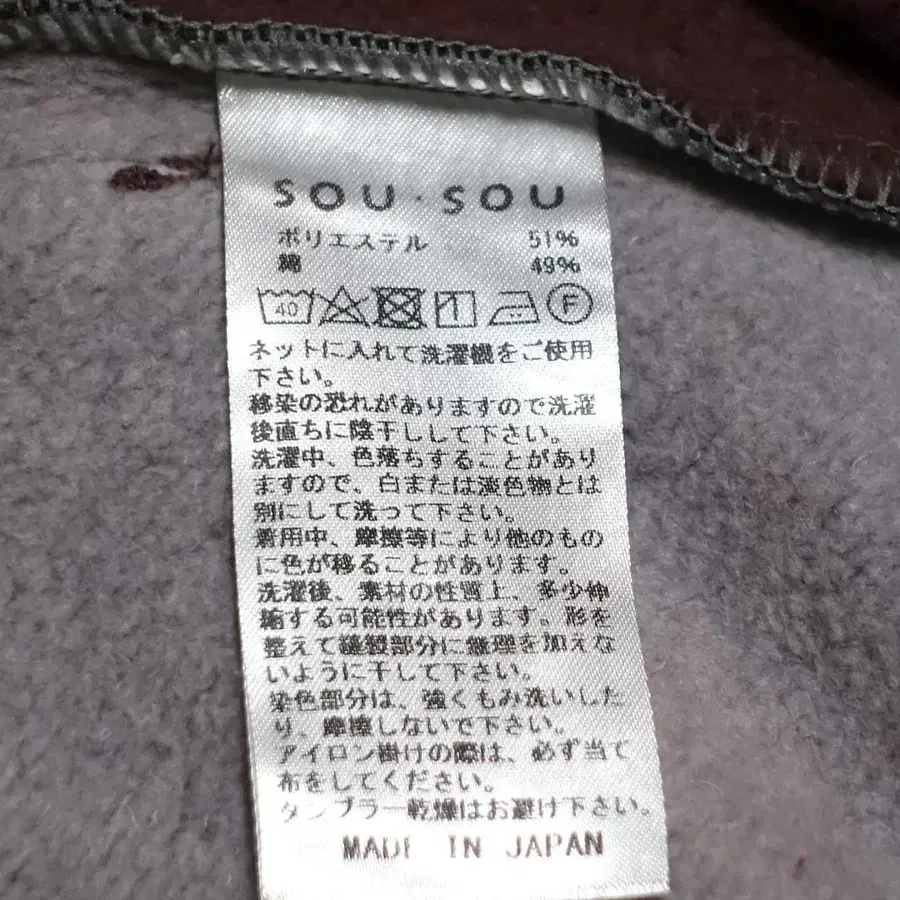 SOU・SOU
ポリエステル 51%
綿 49%
40 F
ネットに入れて洗濯機をご使用
下さい。
移染の恐れがありますので洗濯
後直ちに陰干しして下さい。
洗濯中、色落ちすることがあり
ますので、白または淡色物とは
別にして洗って下さい。
着用中、摩擦等により他のもの
に色が移ることがあります。
洗濯後、素材の性質上、多少伸
縮する可能性があります。形を
整えて縫製部分に無理を加えな
いように干して下さい。
染色部分は、強くもみ洗いした
り、摩擦しないで下さい。
アイロン掛けの際は、必ず当て
布をしてください。
タンブラー乾燥はお避け下さい。
MADE IN JAPAN